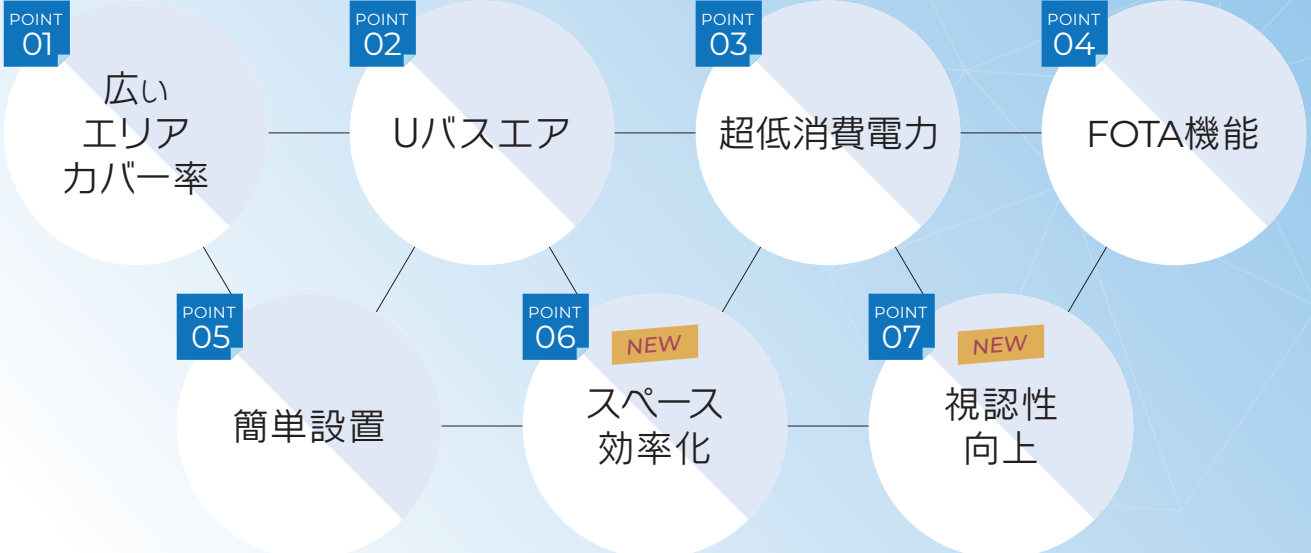 POINT
01
広い
エリア
カバー率
POINT
02
Uバスエア
POINT
03
超低消費電力
POINT
04
FOTA機能
POINT
05
簡単設置
POINT
06
NEW
スペース
効率化
POINT
07
NEW
視認性
向上